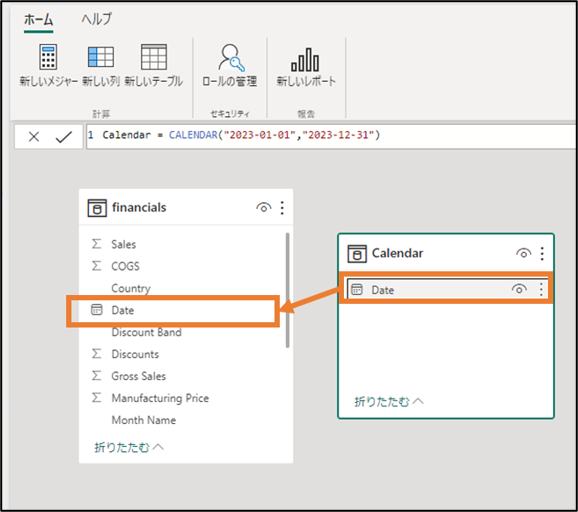 ホーム ヘルプ
新しいメジャー 新しい列 新しいテーブル ロールの管理 新しいレポート
計算 セキュリティ 報告
1 Calendar = CALENDAR("2023-01-01","2023-12-31")
financials
Sales
COGS
Country
Date
Discount Band
Discounts
Gross Sales
Manufacturing Price
Month Name
折りたたむ
Calendar
Date
折りたたむ